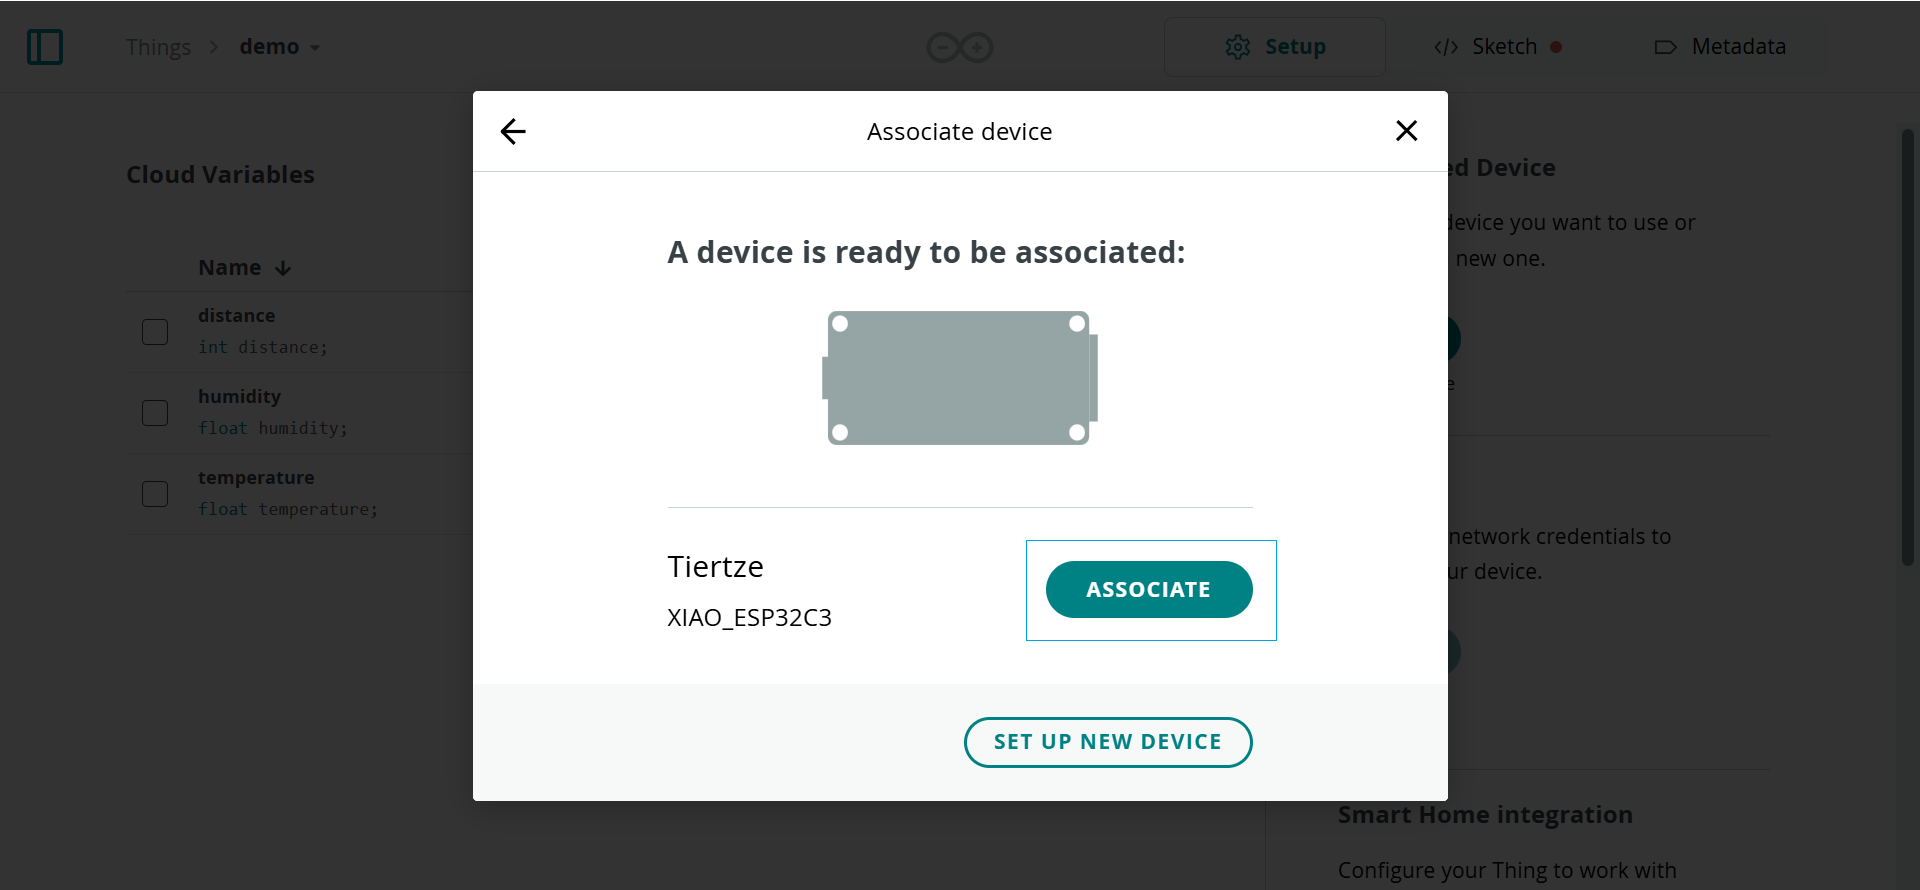 Things > demo
Setup
</> Sketch
Metadata
Cloud Variables
Name ↓
distance
int distance;
humidity
float humidity;
temperature
float temperature;
Associate device
A device is ready to be associated:
Tiertze
XIAO_ESP32C3
ASSOCIATE
SET UP NEW DEVICE
ed Device
device you want to use or
new one.
e
network credentials to
ur device.
Smart Home integration
Configure your Thing to work with